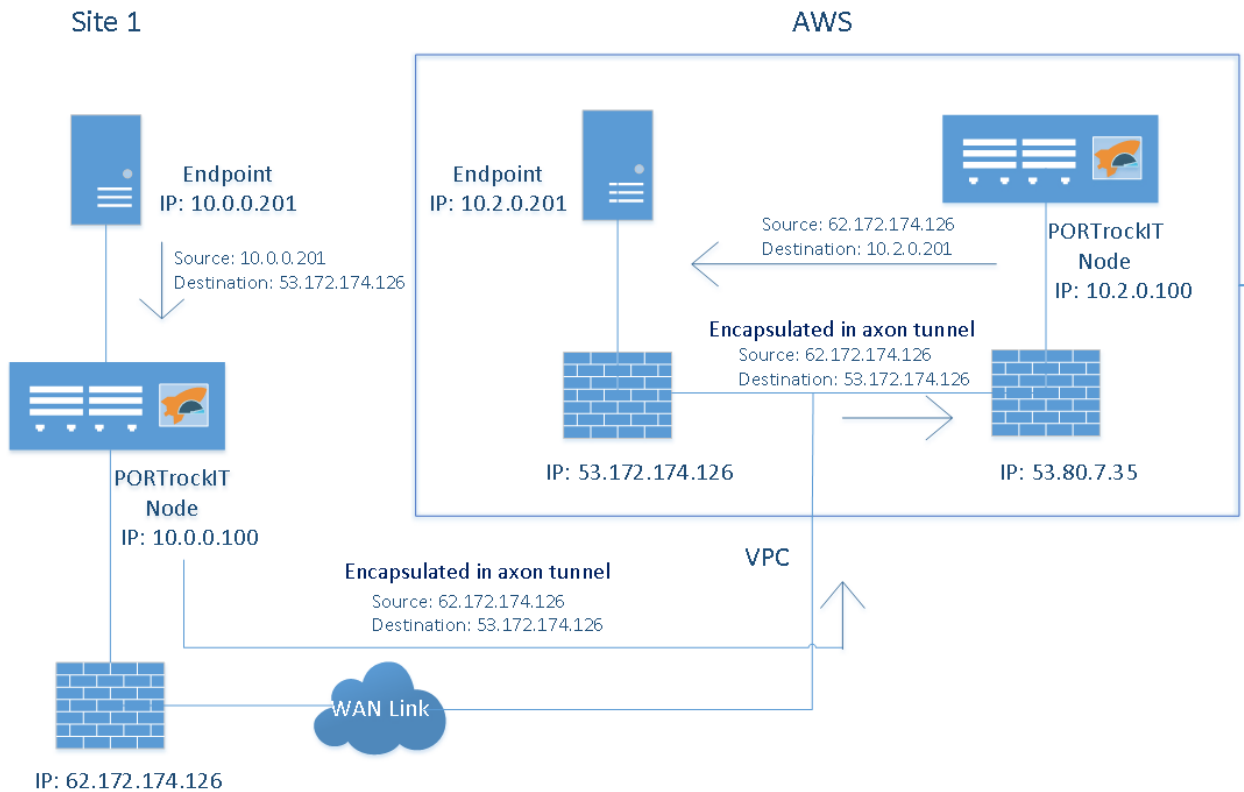 Site 1
AWS
Endpoint
IP: 10.0.0.201
Source: 10.0.0.201
Destination: 53.172.174.126
Endpoint
IP: 10.2.0.201
Source: 62.172.174.126
Destination: 10.2.0.201
PORTrockIT
Node
IP: 10.2.0.100
Encapsulated in axon tunnel
Source: 62.172.174.126
Destination: 53.172.174.126
IP: 53.172.174.126
IP: 53.80.7.35
PORTrockIT
Node
IP: 10.0.0.100
VPC
Encapsulated in axon tunnel
Source: 62.172.174.126
Destination: 53.172.174.126
WAN Link
IP: 62.172.174.126